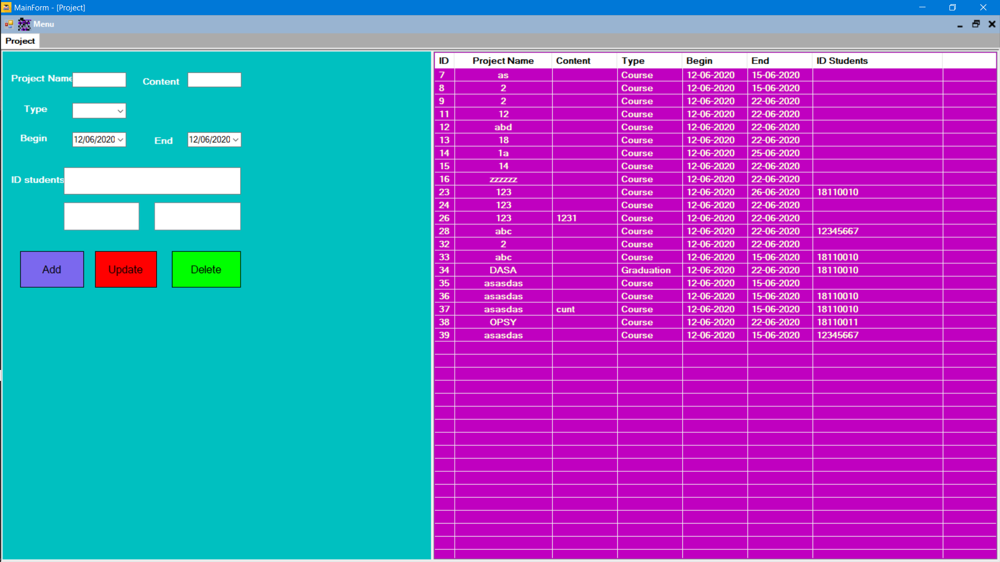 MainForm - [Project]
Menu
Project
Project Name
Content
Type
Begin 12/06/2020
End 12/06/2020
ID students
Add Update Delete
ID Project Name Content Type Begin End ID Students
7 as Course 12-06-2020 15-06-2020
8 2 Course 12-06-2020 15-06-2020
9 2 Course 12-06-2020 22-06-2020
11 12 Course 12-06-2020 22-06-2020
12 abd Course 12-06-2020 22-06-2020
13 18 Course 12-06-2020 22-06-2020
14 1a Course 12-06-2020 25-06-2020
15 14 Course 12-06-2020 22-06-2020
16 zzzzzz Course 12-06-2020 22-06-2020
23 123 Course 12-06-2020 26-06-2020 18110010
24 123 Course 12-06-2020 22-06-2020
26 123 1231 Course 12-06-2020 22-06-2020
28 abc Course 12-06-2020 22-06-2020 12345667
32 2 Course 12-06-2020 22-06-2020
33 abc Course 12-06-2020 15-06-2020 18110010
34 DASA Graduation 12-06-2020 22-06-2020 18110010
35 asasdas Course 12-06-2020 15-06-2020
36 asasdas Course 12-06-2020 15-06-2020 18110010
37 asasdas cunt Course 12-06-2020 15-06-2020 18110010
38 OPSY Course 12-06-2020 22-06-2020 18110011
39 asasdas Course 12-06-2020 15-06-2020 12345667